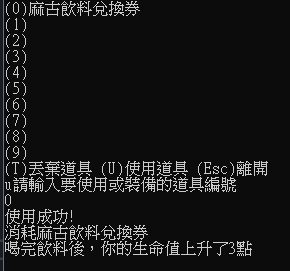 (0)麻古飲料兌換券
(1)
(2)
(3)
(4)
(5)
(6)
(7)
(8)
(9)
(T)丟棄道具 (U)使用道具 (Esc)離開
u請輸入要使用或裝備的道具編號
0
使用成功!
消耗麻古飲料兌換券
喝完飲料後，你的生命值上升了3點